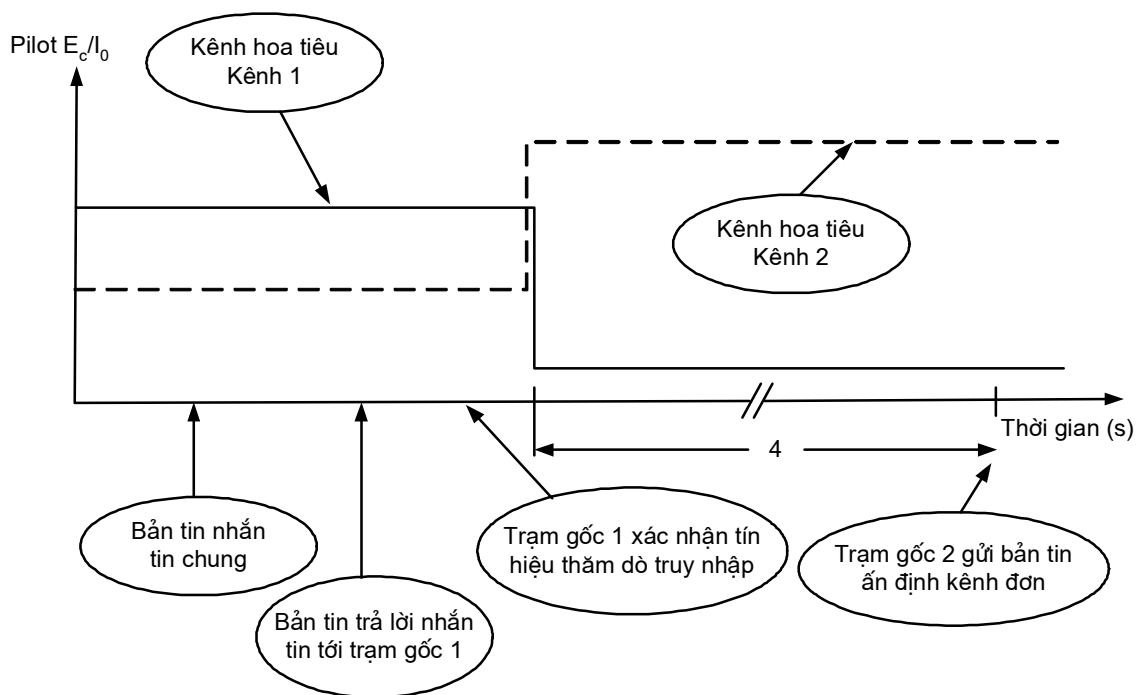 Pilot E_c/I_0
Kênh hoa tiêu
Kênh 1
Kênh hoa tiêu
Kênh 2
Thời gian (s)
4
Bản tin nhắn
tin chung
Bản tin trả lời nhắn
tin tới trạm gốc 1
Trạm gốc 1 xác nhận tín
hiệu thăm dò truy nhập
Trạm gốc 2 gửi bản tin
ấn định kênh đơn